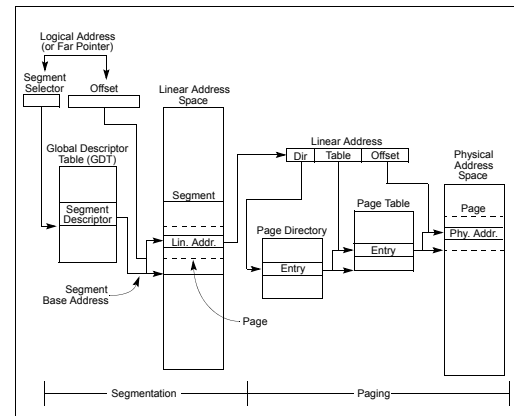 Logical Address
(or Far Pointer)
Segment
Selector
Offset
Linear Address
Space
Global Descriptor
Table (GDT)
Segment
Descriptor
Segment
Lin. Addr.
Segment
Base Address
Page
Linear Address
Dir
Table
Offset
Page Directory
Entry
Page Table
Entry
Physical
Address
Space
Page
Phy. Addr.
Segmentation
Paging